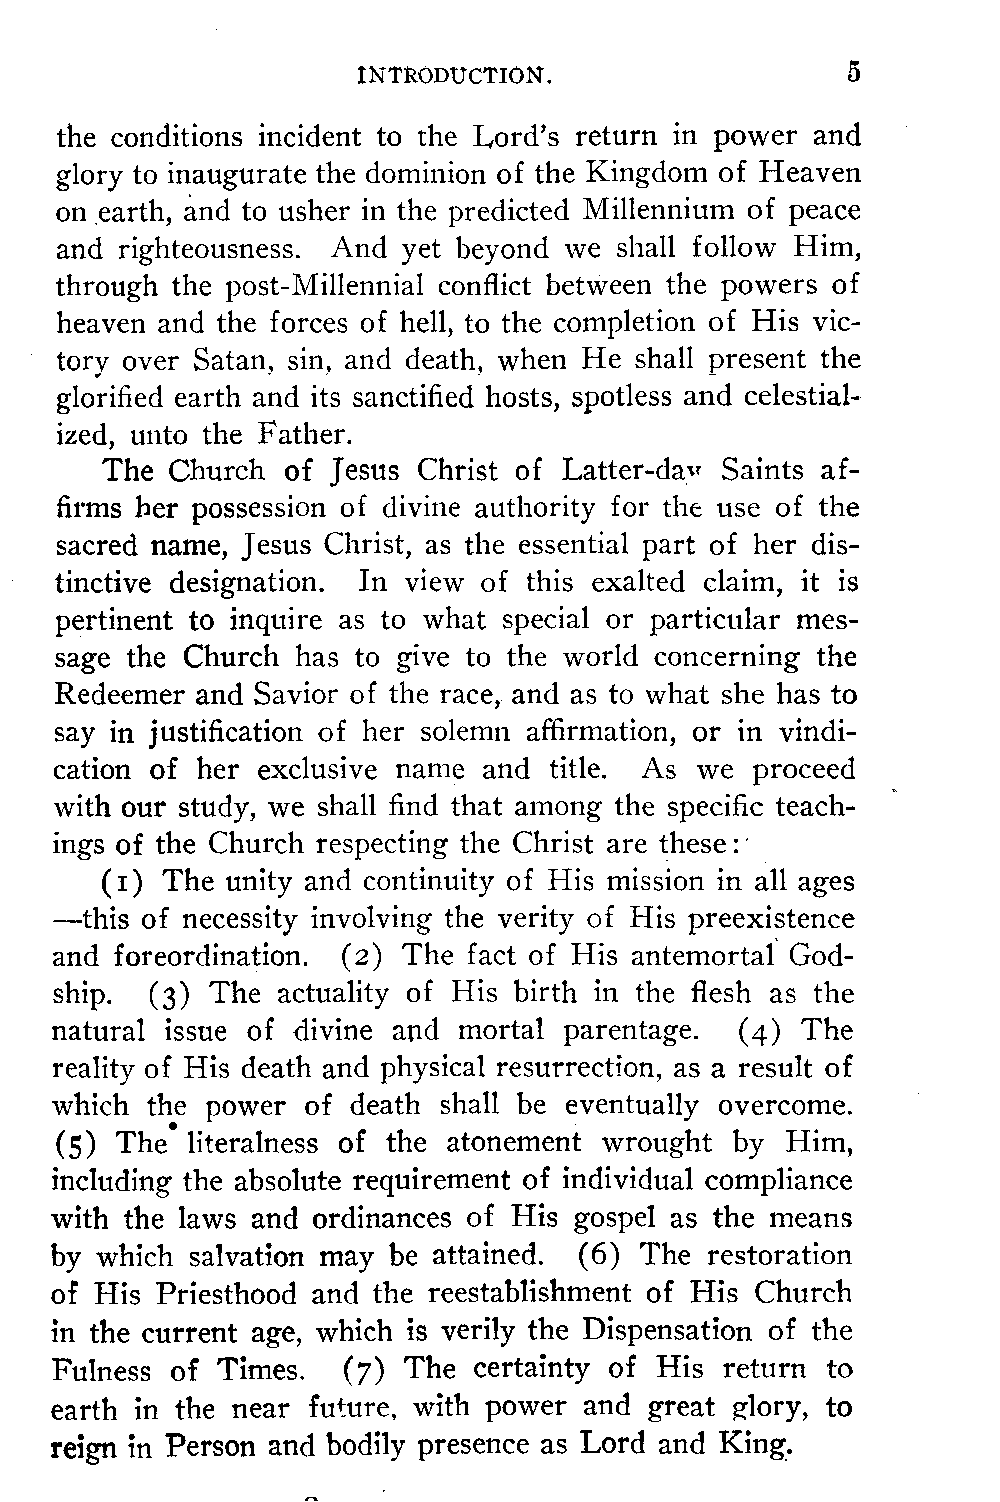 INTRODUCTION. 5
the conditions incident to the Lord's return in power and
glory to inaugurate the dominion of the Kingdom of Heaven
on earth, and to usher in the predicted Millennium of peace
and righteousness. And yet beyond we shall follow Him,
through the post-Millennial conflict between the powers of
heaven and the forces of hell, to the completion of His vic-
tory over Satan, sin, and death, when He shall present the
glorified earth and its sanctified hosts, spotless and celestial-
ized, unto the Father.
The Church of Jesus Christ of Latter-day Saints af-
firms her possession of divine authority for the use of the
sacred name, Jesus Christ, as the essential part of her dis-
tinctive designation. In view of this exalted claim, it is
pertinent to inquire as to what special or particular mes-
sage the Church has to give to the world concerning the
Redeemer and Savior of the race, and as to what she has to
say in justification of her solemn affirmation, or in vindi-
cation of her exclusive name and title. As we proceed
with our study, we shall find that among the specific teach-
ings of the Church respecting the Christ are these:
(1) The unity and continuity of His mission in all ages
—this of necessity involving the verity of His preexistence
and foreordination. (2) The fact of His antemortal God-
ship. (3) The actuality of His birth in the flesh as the
natural issue of divine and mortal parentage. (4) The
reality of His death and physical resurrection, as a result of
which the power of death shall be eventually overcome.
(5) The literalness of the atonement wrought by Him,
including the absolute requirement of individual compliance
with the laws and ordinances of His gospel as the means
by which salvation may be attained. (6) The restoration
of His Priesthood and the reestablishment of His Church
in the current age, which is verily the Dispensation of the
Fulness of Times. (7) The certainty of His return to
earth in the near future, with power and great glory, to
reign in Person and bodily presence as Lord and King.